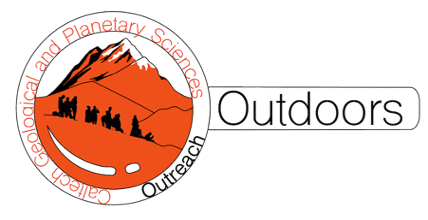 Caltech Geological and Planetary Sciences
Outreach
Outdoors